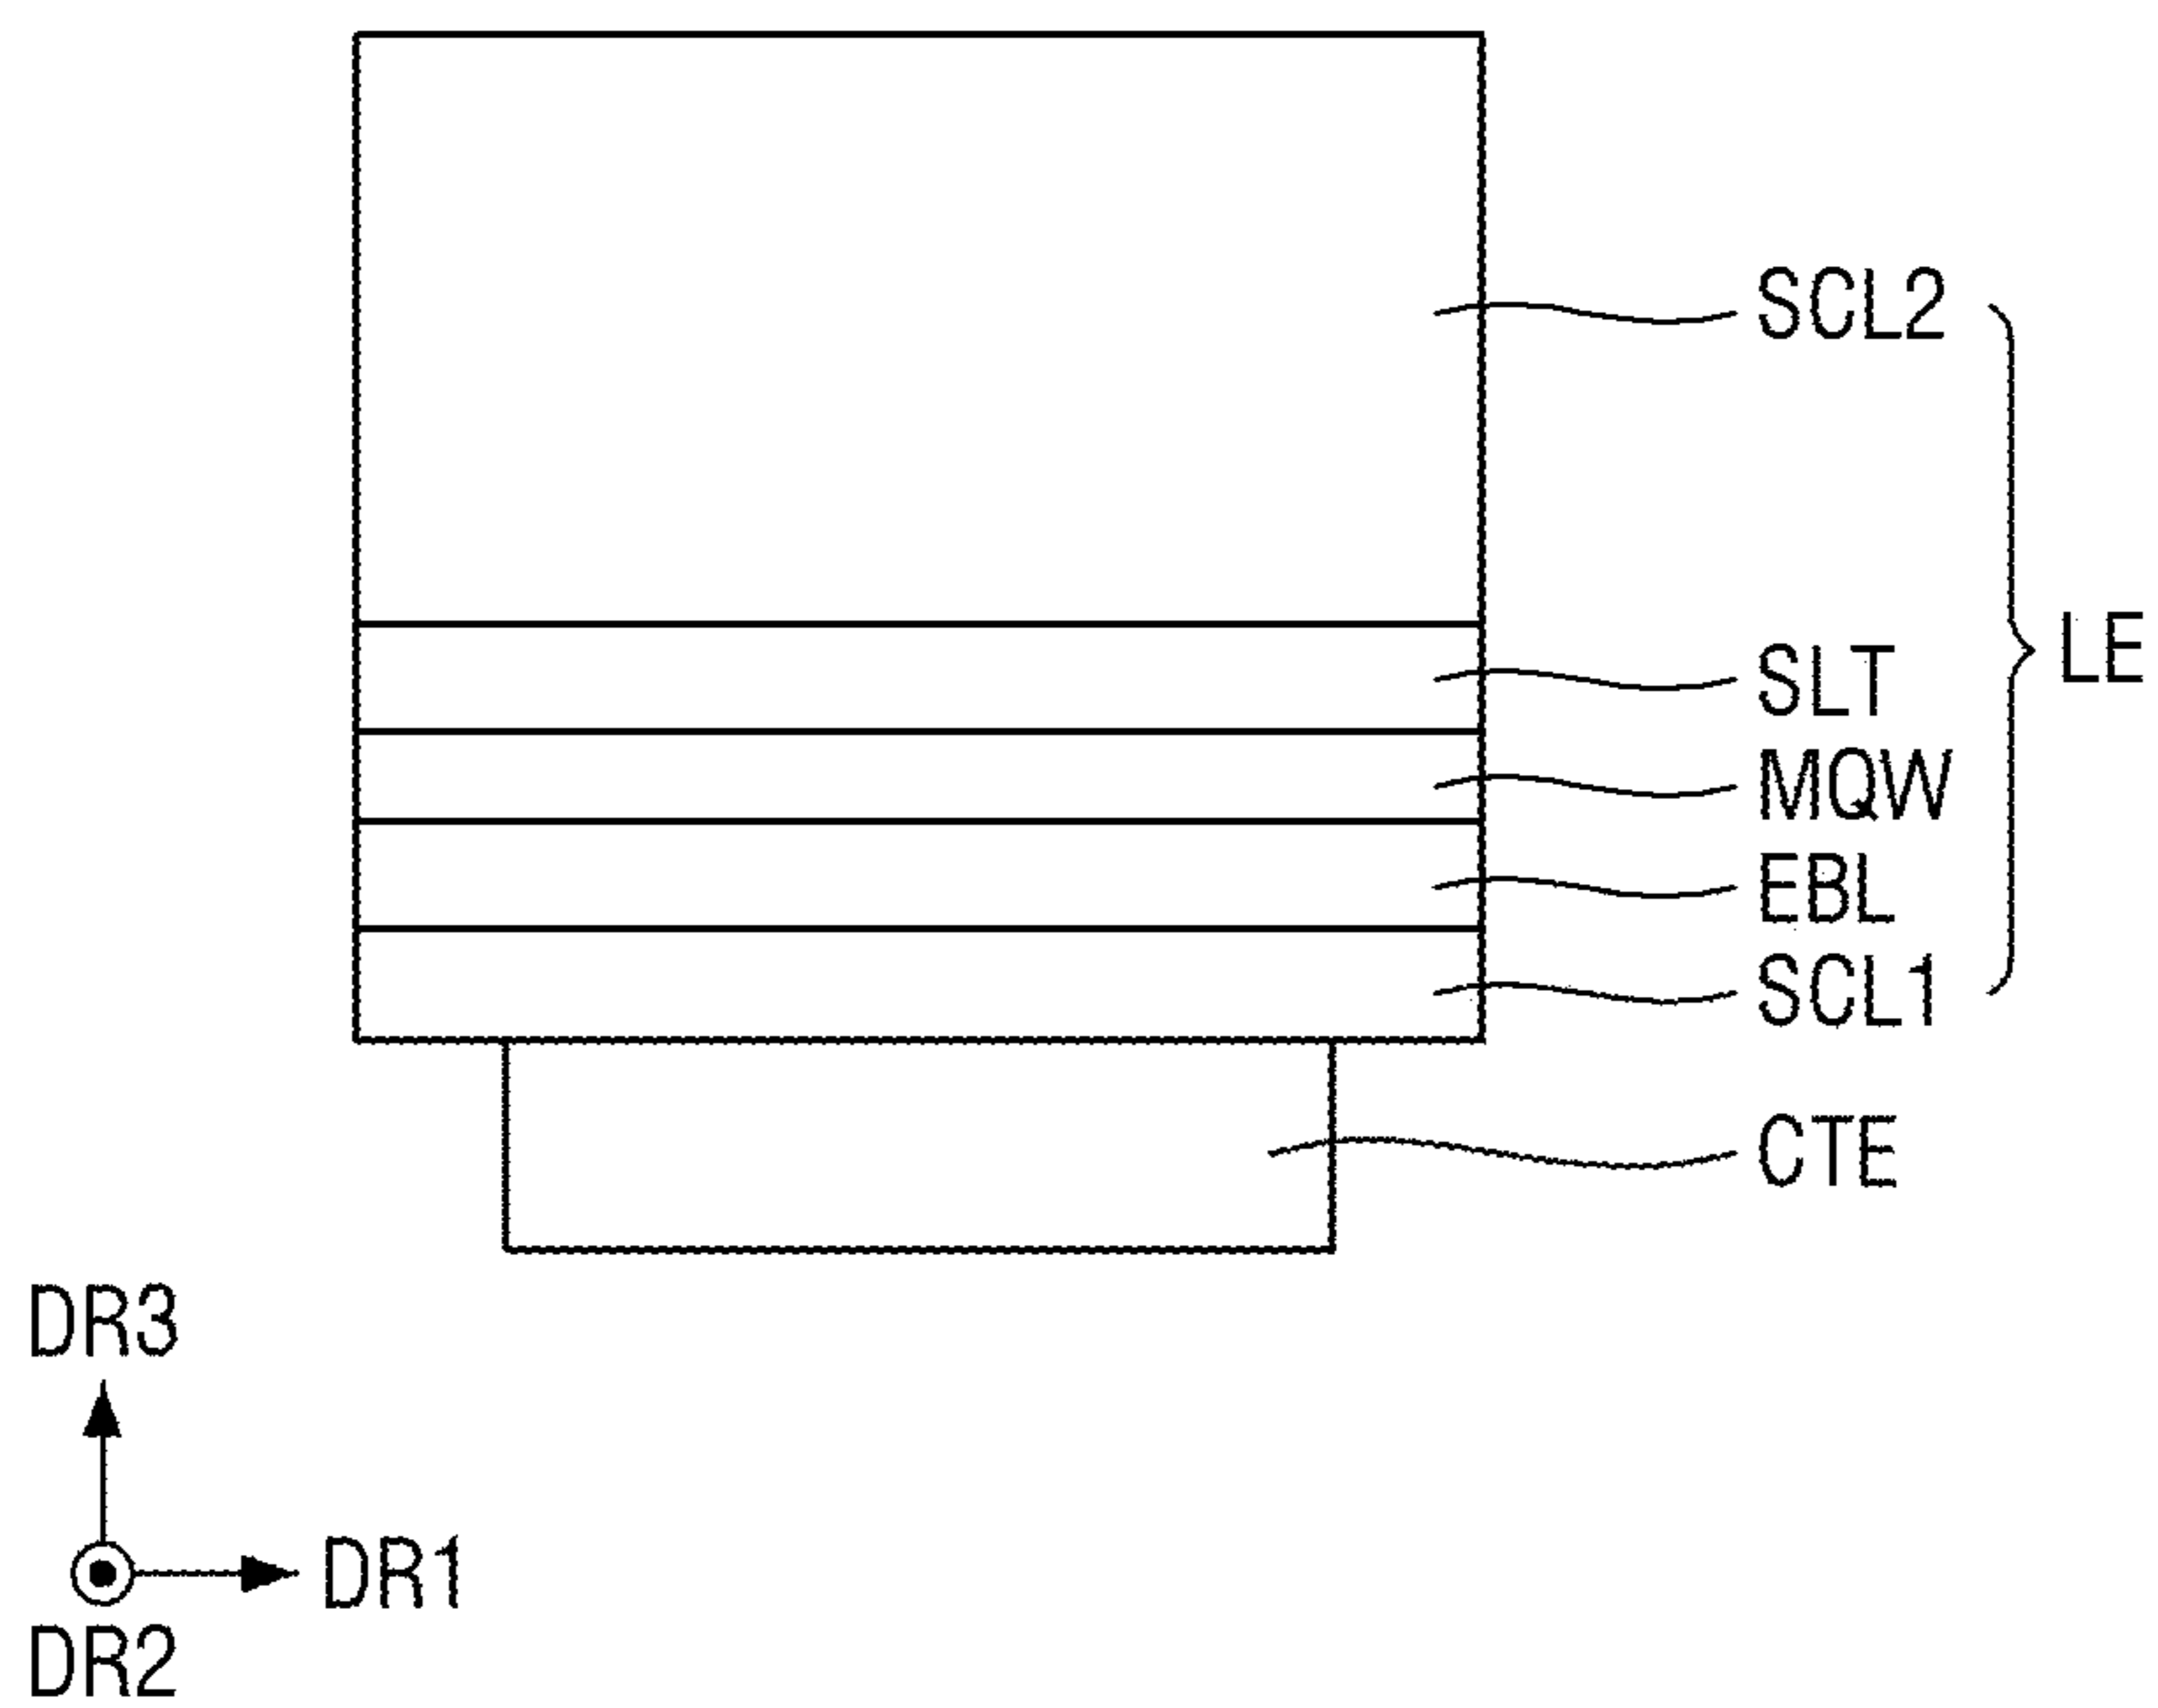 SCL2
LE
SLT
MQW
EBL
SCL1
CTE
DR3
DR1
DR2